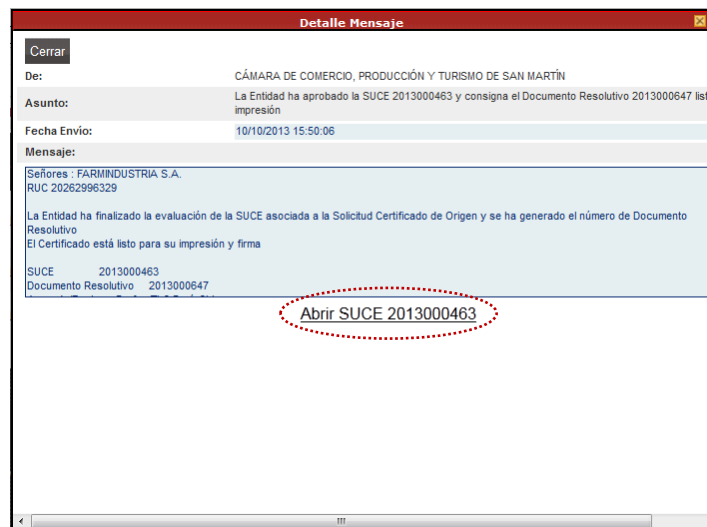 Detalle Mensaje
Cerrar
De: CÁMARA DE COMERCIO, PRODUCCIÓN Y TURISMO DE SAN MARTÍN
Asunto: La Entidad ha aprobado la SUCE 2013000463 y consigna el Documento Resolutivo 2013000647
impresión
Fecha Envío: 10/10/2013 15:50:06
Mensaje:
Señores : FARMINDUSTRIA S.A.
RUC 20262996329
La Entidad ha finalizado la evaluación de la SUCE asociada a la Solicitud Certificado de Origen y se ha generado el número de Documento
Resolutivo
El Certificado está listo para su impresión y firma
SUCE 2013000463
Documento Resolutivo 2013000647
Abrir SUCE 2013000463